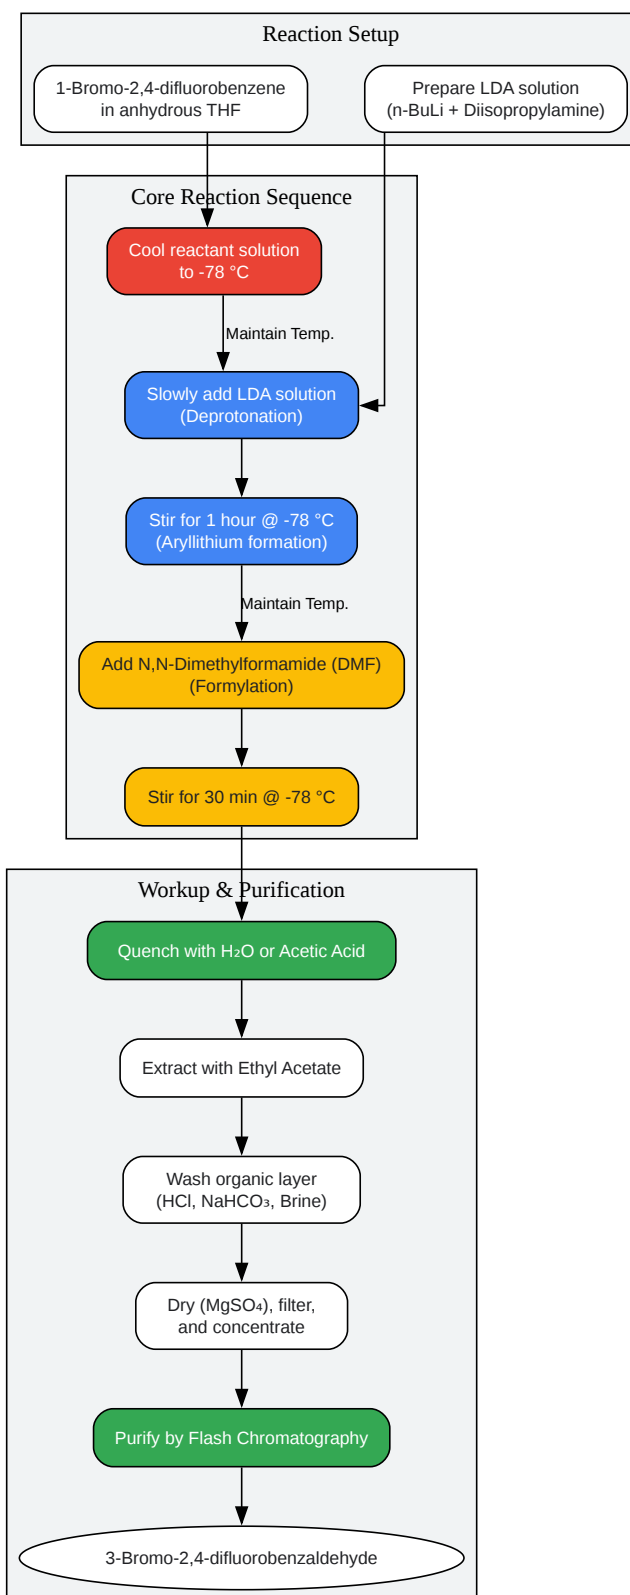 Reaction Setup
1-Bromo-2,4-difluorobenzene
in anhydrous THF
Prepare LDA solution
(n-BuLi + Diisopropylamine)
Core Reaction Sequence
Cool reactant solution
to -78 °C
Maintain Temp.
Slowly add LDA solution
(Deprotonation)
Stir for 1 hour @ -78 °C
(Aryllithium formation)
Maintain Temp.
Add N,N-Dimethylformamide (DMF)
(Formylation)
Stir for 30 min @ -78 °C
Workup & Purification
Quench with H₂O or Acetic Acid
Extract with Ethyl Acetate
Wash organic layer
(HCl, NaHCO₃, Brine)
Dry (MgSO₄), filter,
and concentrate
Purify by Flash Chromatography
3-Bromo-2,4-difluorobenzaldehyde